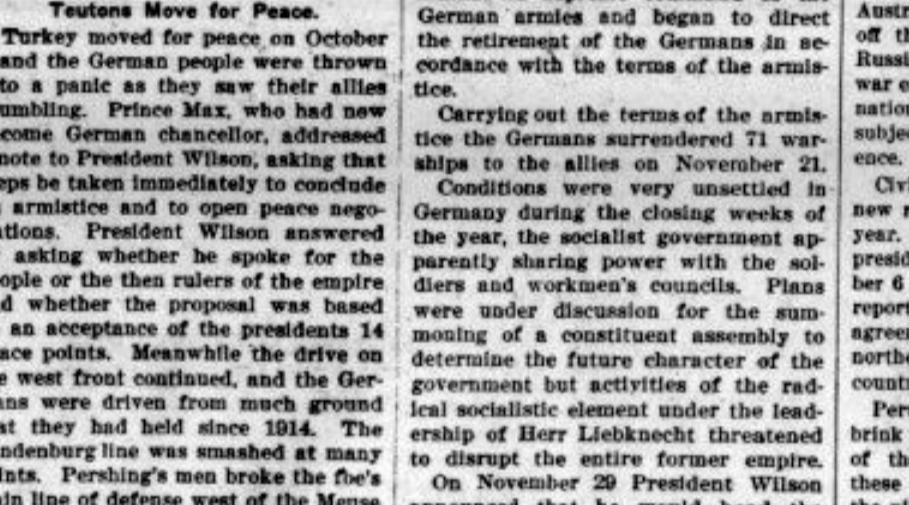 Teutons Move for Peace.
Turkey moved for peace on October
and the German people were thrown
to a panic as they saw their allies
umbling. Prince Max, who had now
come German chancellor, addressed
note to President Wilson, asking that
eps be taken immediately to conclude
armistice and to open peace nego-
ations. President Wilson answered
asking whether he spoke for the
ople or the then rulers of the empire
d whether the proposal was based
an acceptance of the presidents 14
ace points. Meanwhile the drive on
e west front continued, and the Ger-
ans were driven from much ground
at they had held since 1914. The
ndenburg line was smashed at many
ints. Pershing's men broke the foe's
in line of defense west of the Meuse
German armies and began to direct
the retirement of the Germans in ac-
cordance with the terms of the armis-
tice.
Carrying out the terms of the armis-
tice the Germans surrendered 71 war-
ships to the allies on November 21.
Conditions were very unsettled in
Germany during the closing weeks of
the year, the socialist government ap-
parently sharing power with the sol-
diers and workmen's councils. Plans
were under discussion for the sum-
moning of a constituent assembly to
determine the future character of the
government but activities of the rad-
ical socialistic element under the lead-
ership of Herr Liebknecht threatened
to disrupt the entire former empire.
On November 29 President Wilson
Austr
off th
Russi
war e
nation
subje
ence.
Civi
new r
year.
presid
ber 6
report
agreen
northe
countr
Per
brink
of th
these